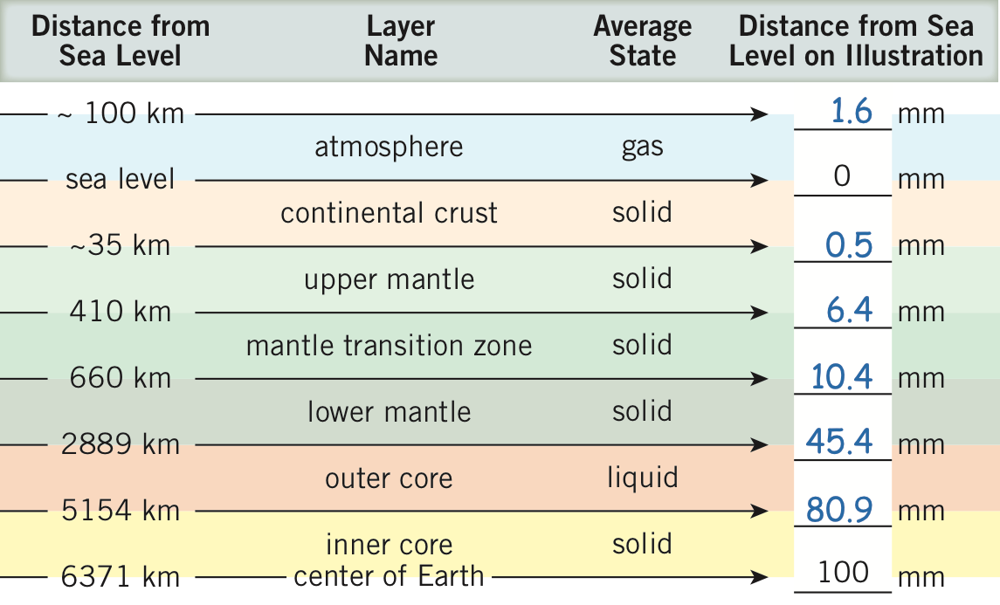 Distance from Sea Level Layer Name Average State Distance from Sea Level on Illustration
~ 100 km 1.6 mm
atmosphere gas
sea level 0 mm
continental crust solid
~35 km 0.5 mm
upper mantle solid
410 km 6.4 mm
mantle transition zone solid
660 km 10.4 mm
lower mantle solid
2889 km 45.4 mm
outer core liquid
5154 km 80.9 mm
inner core solid
6371 km center of Earth 100 mm